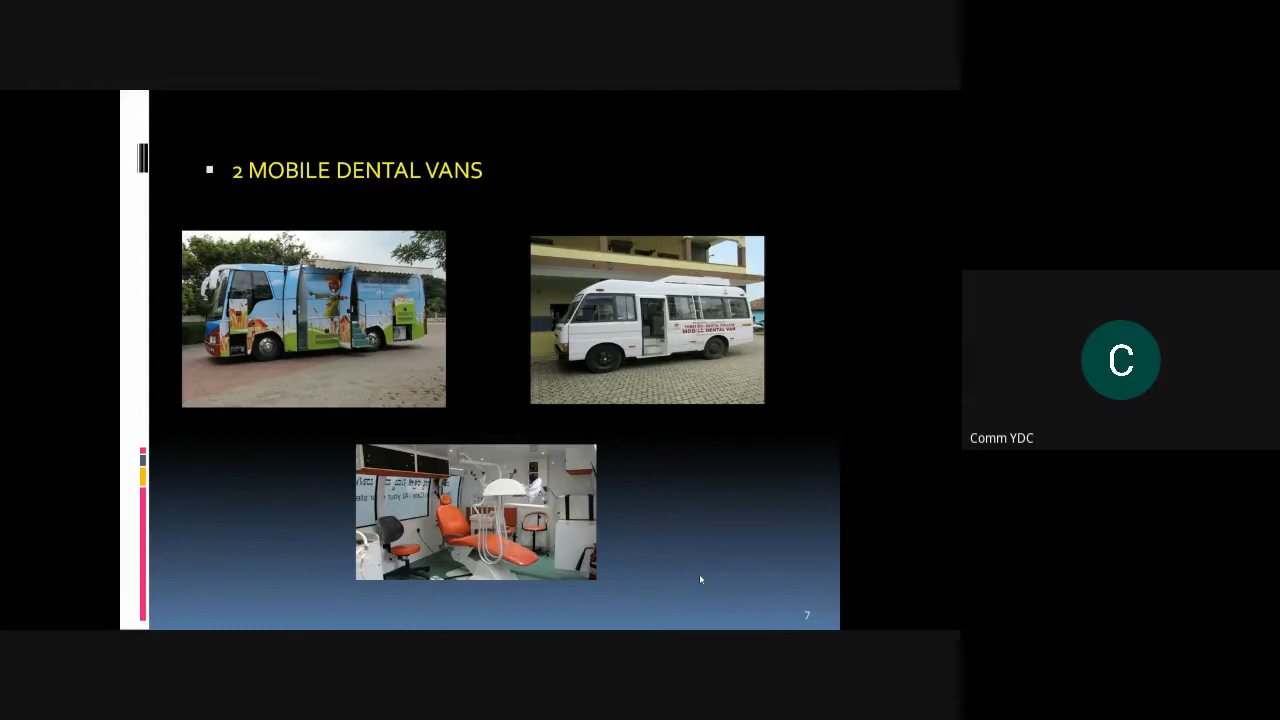 2 MOBILE DENTAL VANS
MOBILE DENTAL VAN
C
Comm YDC
7